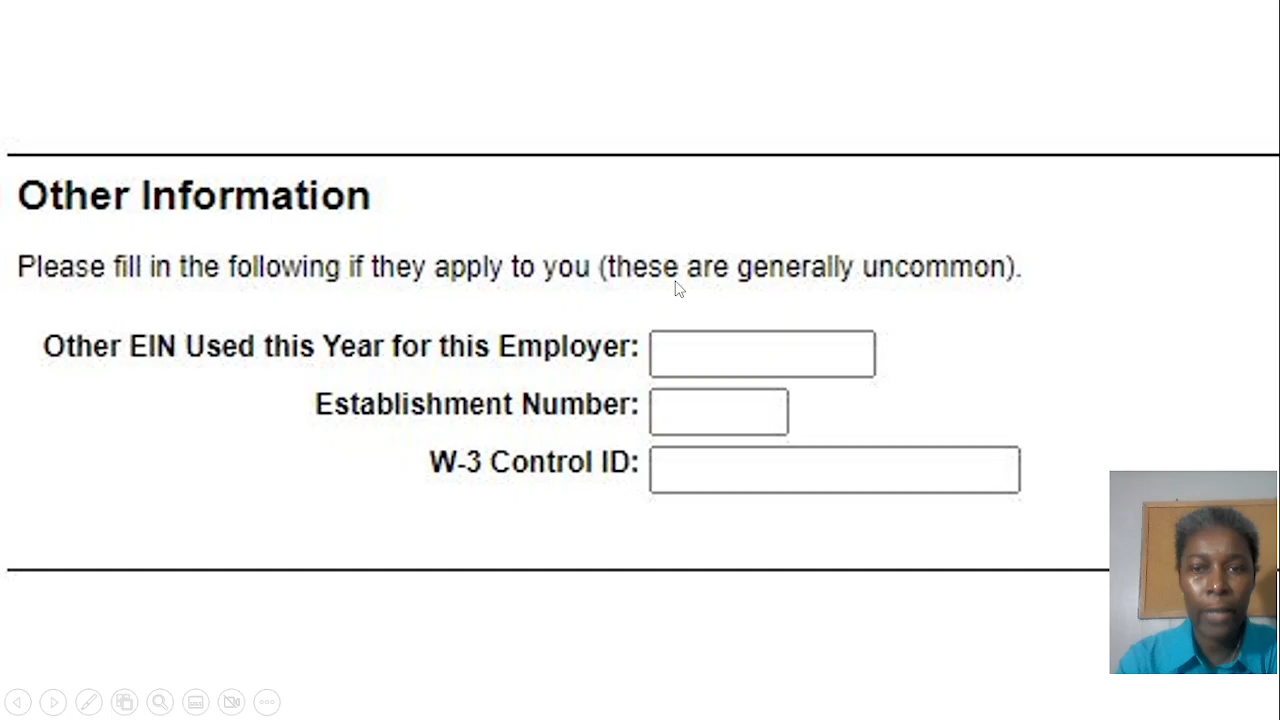 Other Information
Please fill in the following if they apply to you (these are generally uncommon).
Other EIN Used this Year for this Employer:
Establishment Number:
W-3 Control ID: